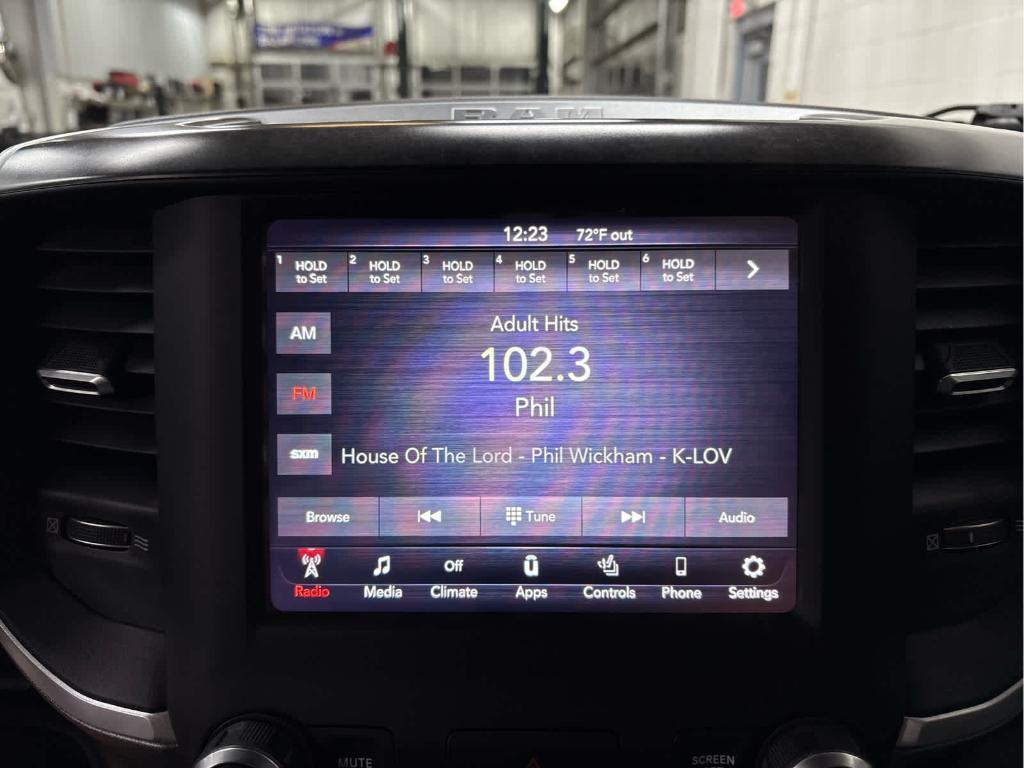 RAM
12:23 72°F out
1 HOLD to Set 2 HOLD to Set 3 HOLD to Set 4 HOLD to Set 5 HOLD to Set 6 HOLD to Set
AM
Adult Hits
102.3
FM
Phil
sxm
House Of The Lord - Phil Wickham - K-LOV
Browse Tune Audio
Off
Radio Media Climate Apps Controls Phone Settings
MUTE
SCREEN